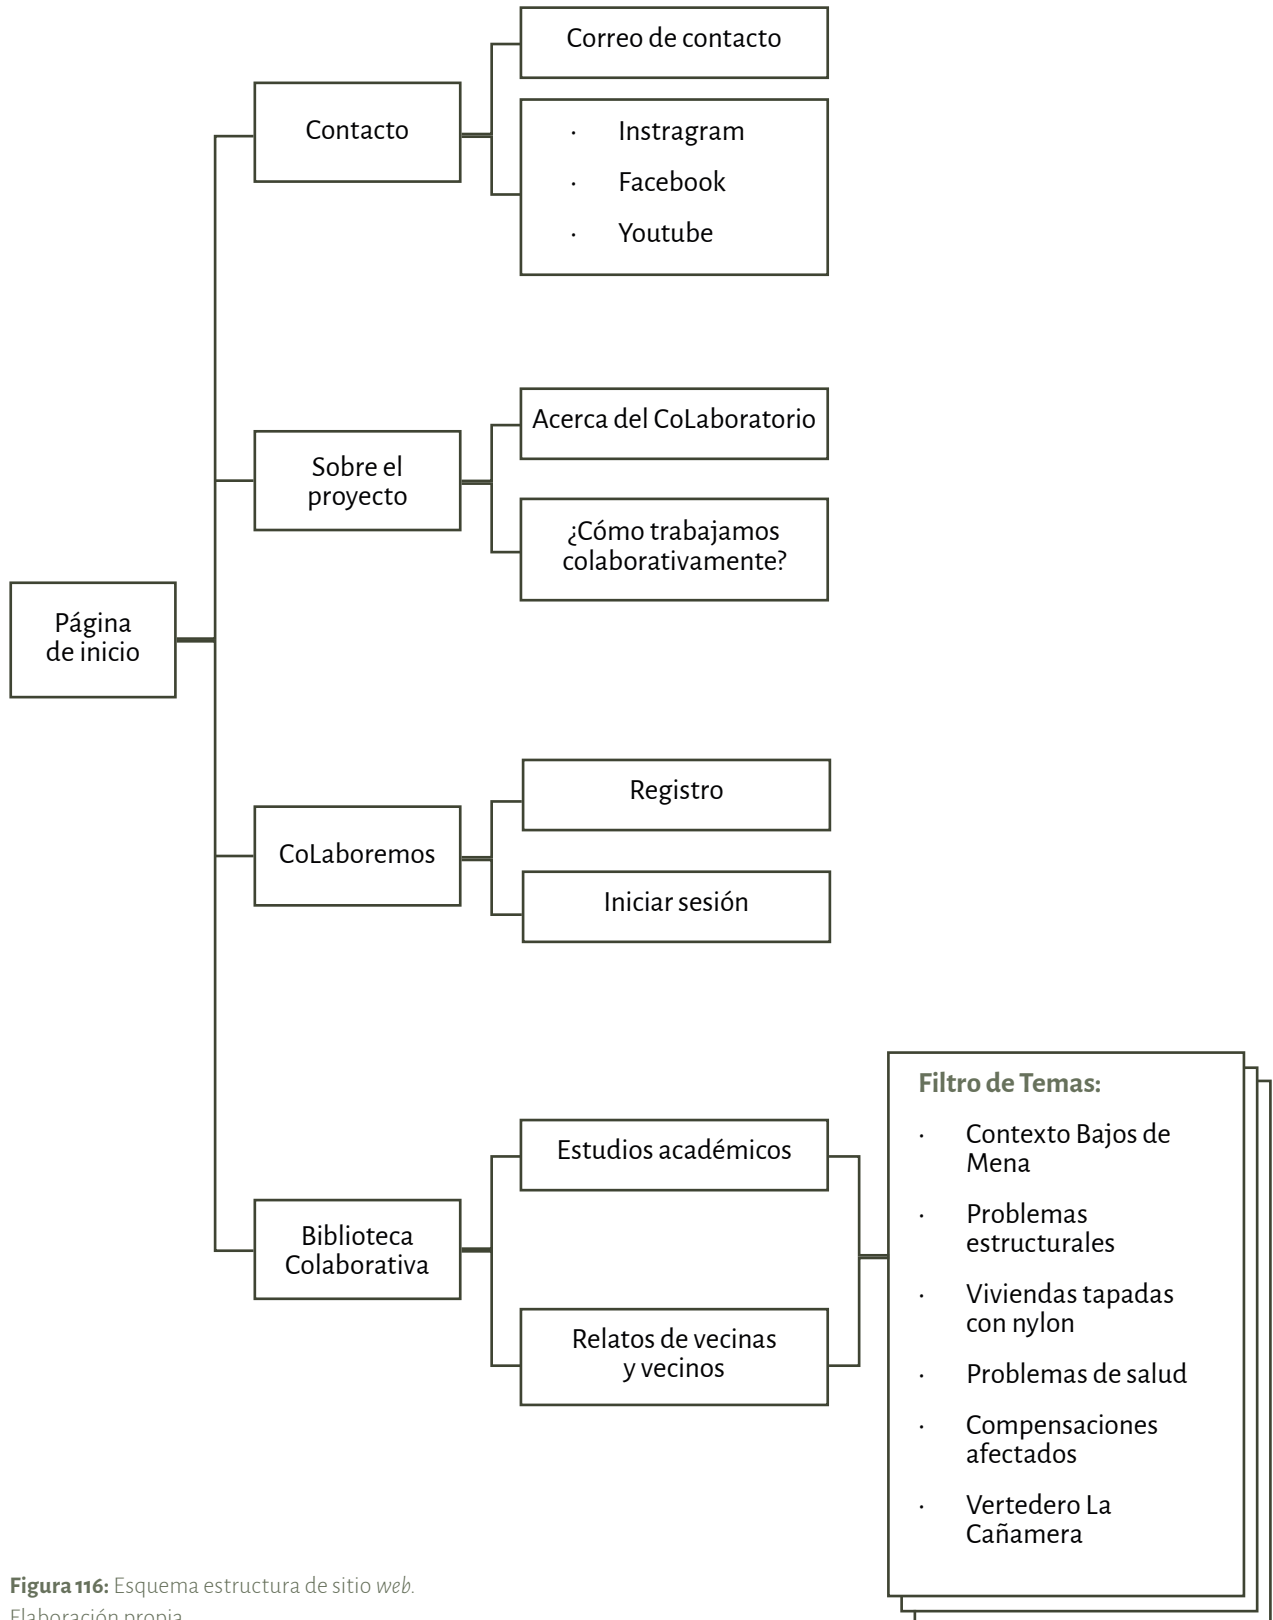 Correo de contacto
Contacto
· Instragram
· Facebook
· Youtube
Acerca del CoLaboratorio
Sobre el
proyecto
¿Cómo trabajamos
colaborativamente?
Página
de inicio
Registro
CoLaboremos
Iniciar sesión
Estudios académicos
Biblioteca
Colaborativa
Relatos de vecinas
y vecinos
Filtro de Temas:
· Contexto Bajos de
Mena
· Problemas
estructurales
· Viviendas tapadas
con nylon
· Problemas de salud
· Compensaciones
afectados
· Vertedero La
Cañamera
Figura 116: Esquema estructura de sitio web.
Elaboración propia